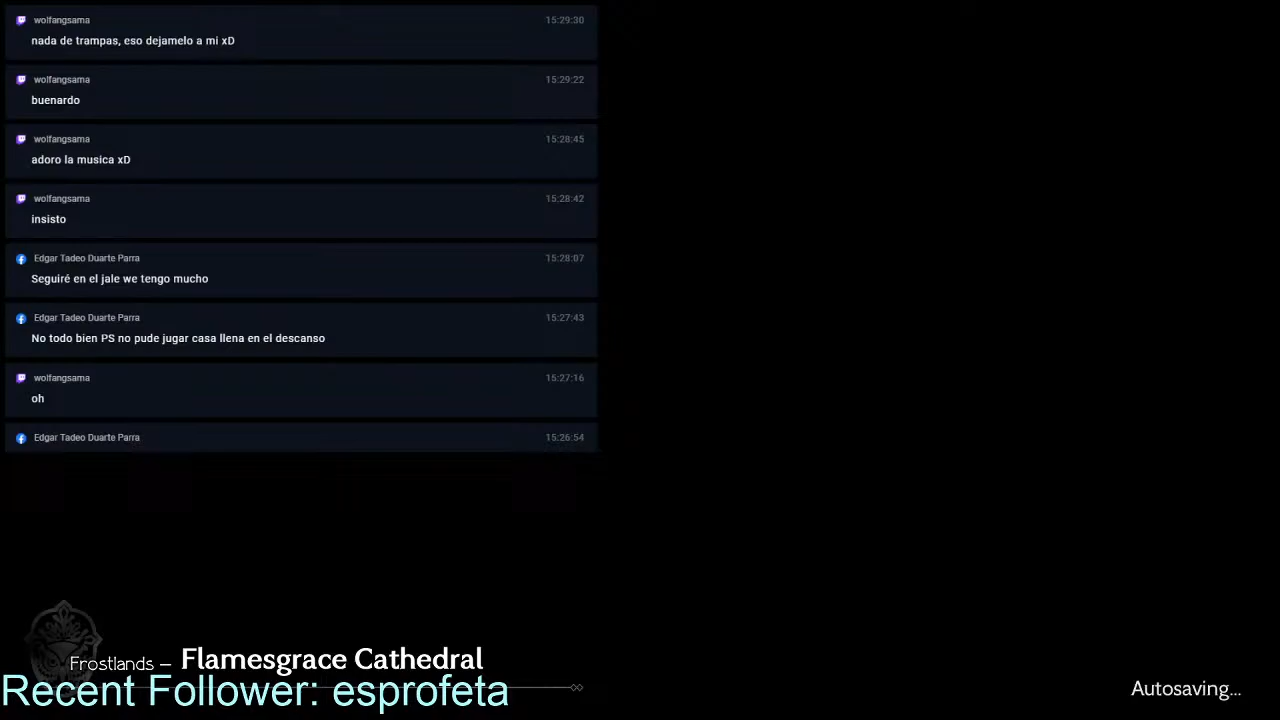 wolfangsama 15:29:30
nada de trampas, eso dejamelo a mi xD
wolfangsama 15:29:22
buenardo
wolfangsama 15:28:45
adoro la musica xD
wolfangsama 15:28:42
insisto
Edgar Tadeo Duarte Parra 15:28:07
Seguiré en el jale we tengo mucho
Edgar Tadeo Duarte Parra 15:27:43
No todo bien PS no pude jugar casa llena en el descanso
wolfangsama 15:27:16
oh
Edgar Tadeo Duarte Parra 15:26:54
Frostlands – Flamesgrace Cathedral
Recent Follower: esprofeta
Autosaving...